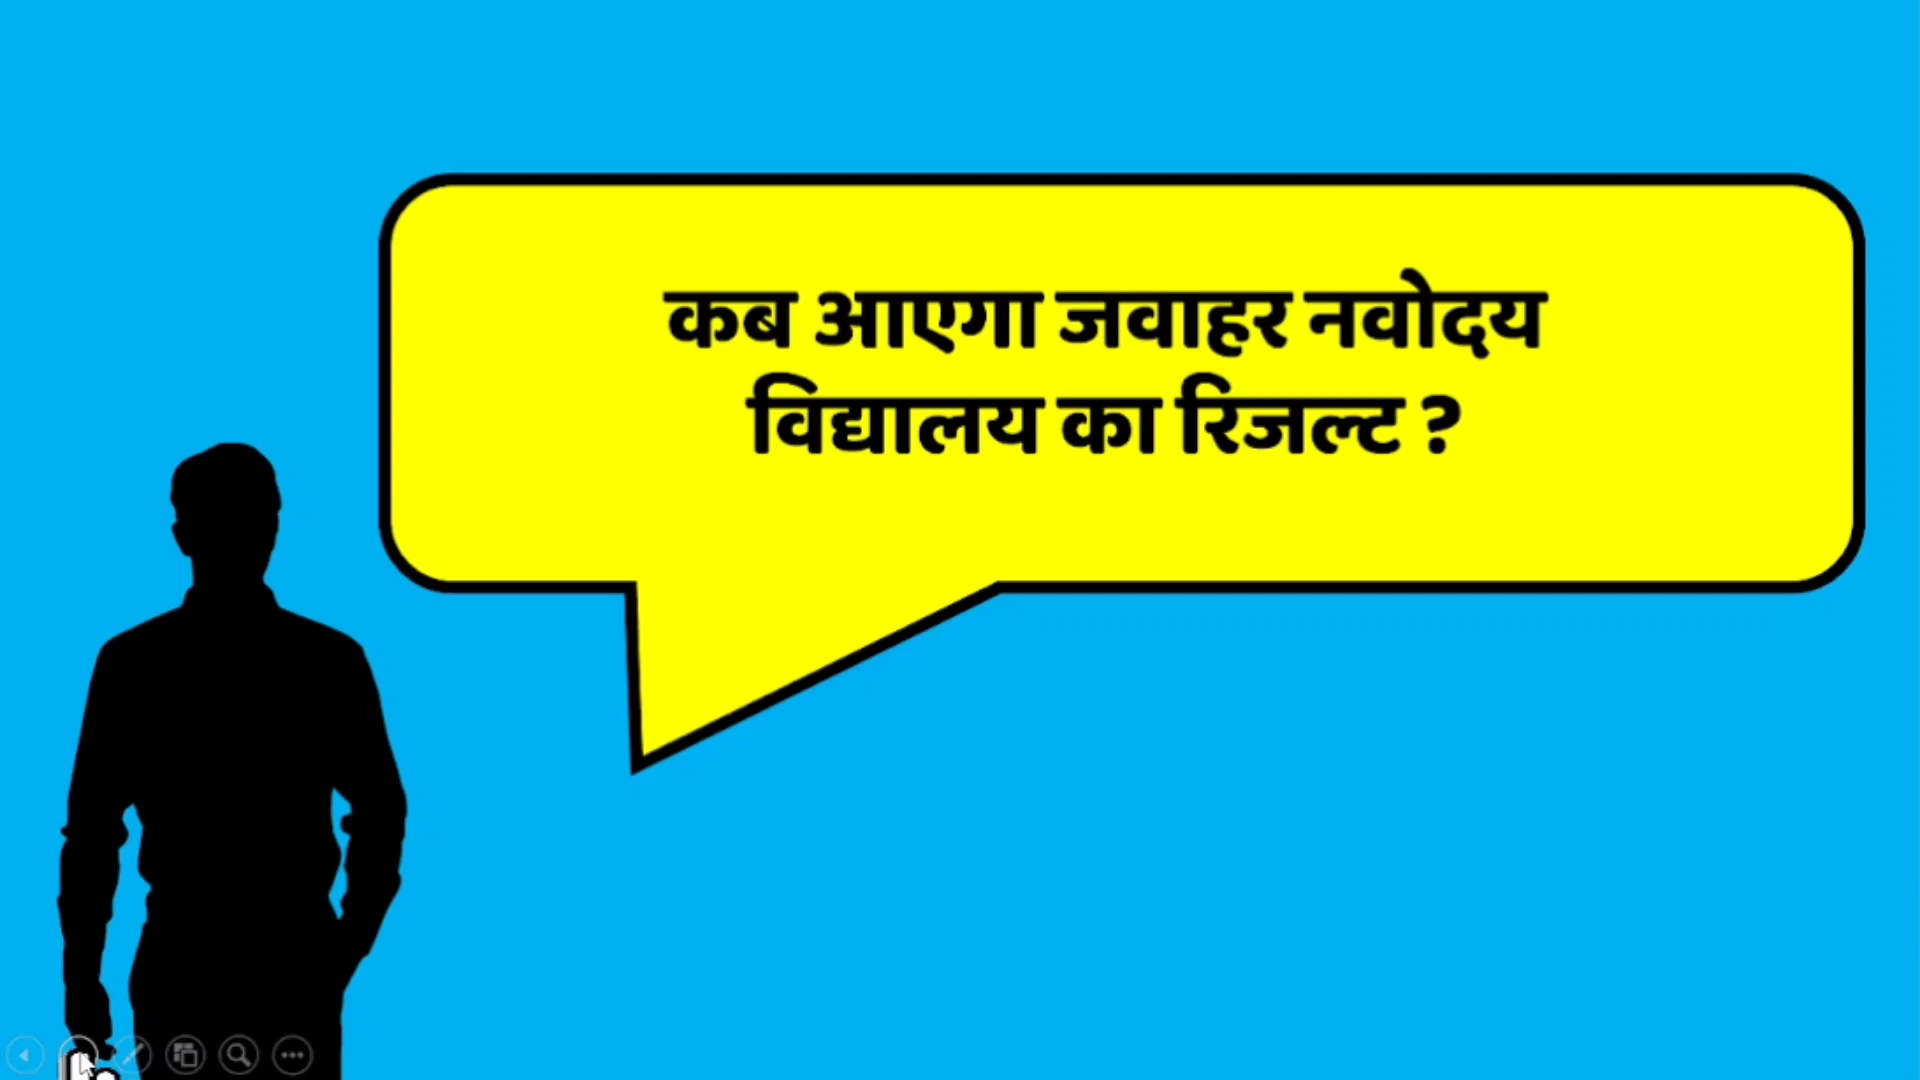 कब आएगा जवाहर नवोदय
विद्यालय का रिजल्ट ?